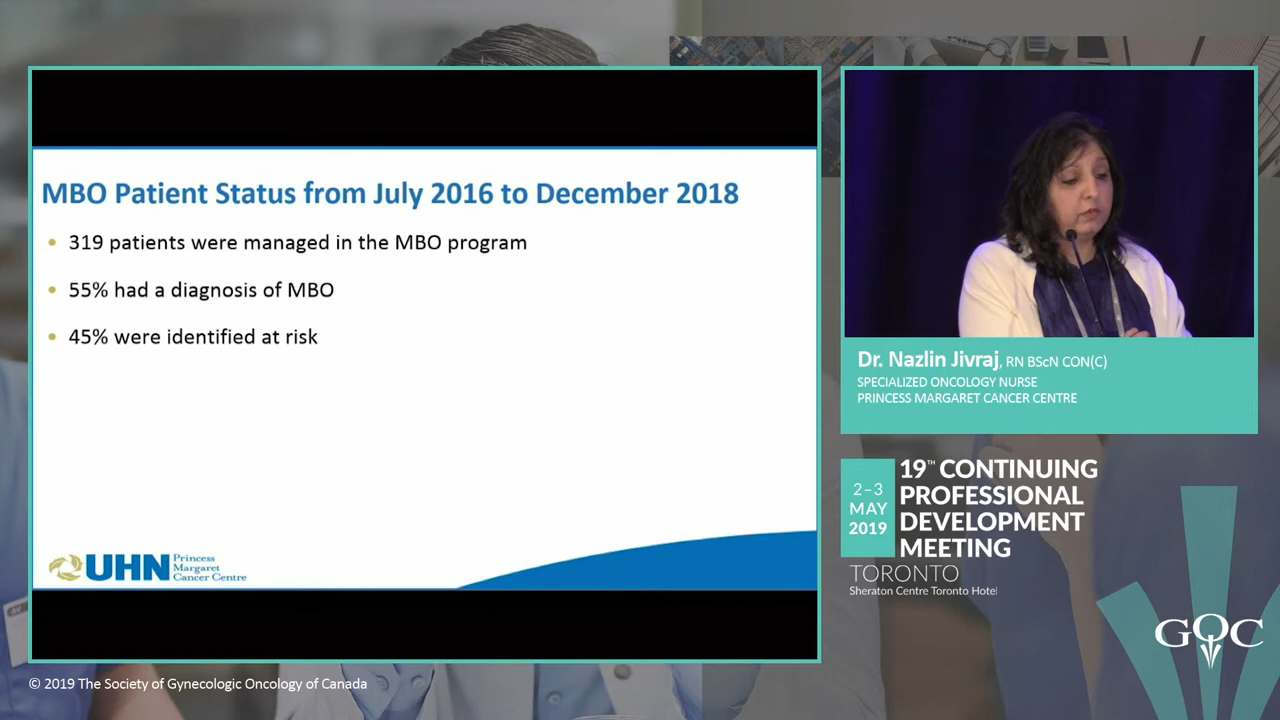 MBO Patient Status from July 2016 to December 2018
• 319 patients were managed in the MBO program
• 55% had a diagnosis of MBO
• 45% were identified at risk
UHN Princess
Margaret
Cancer Centre
Dr. Nazlin Jivraj, RN BScN CON(C)
SPECIALIZED ONCOLOGY NURSE
PRINCESS MARGARET CANCER CENTRE
2–3
MAY
2019
19TH CONTINUING
PROFESSIONAL
DEVELOPMENT
MEETING
TORONTO
Sheraton Centre Toronto Hotel
GOC
© 2019 The Society of Gynecologic Oncology of Canada